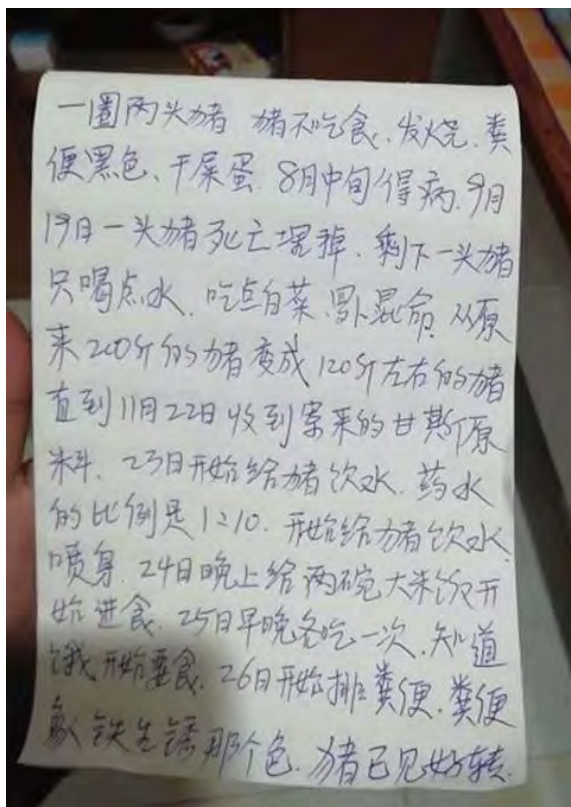 一圈两头猪、猪不吃食、发烧、粪
便黑色、干屎蛋、8月中旬得病、9月
19日一头猪死亡埋掉、剩下一头猪
只喝点水、吃点白菜、萝卜混命、从原
来200斤的猪变成120斤左右的猪
直到11月22日收到寄来的甘斯厅原
料、23日开始给猪饮水、药水
的比例是1:10、开始给猪饮水、
喷身、24日晚上给两碗大米饭开
始进食、25日早晚各吃一次、知道
饿、开始要食、26日开始排粪便、粪便
象铁生锈那个色、猪已见好转、